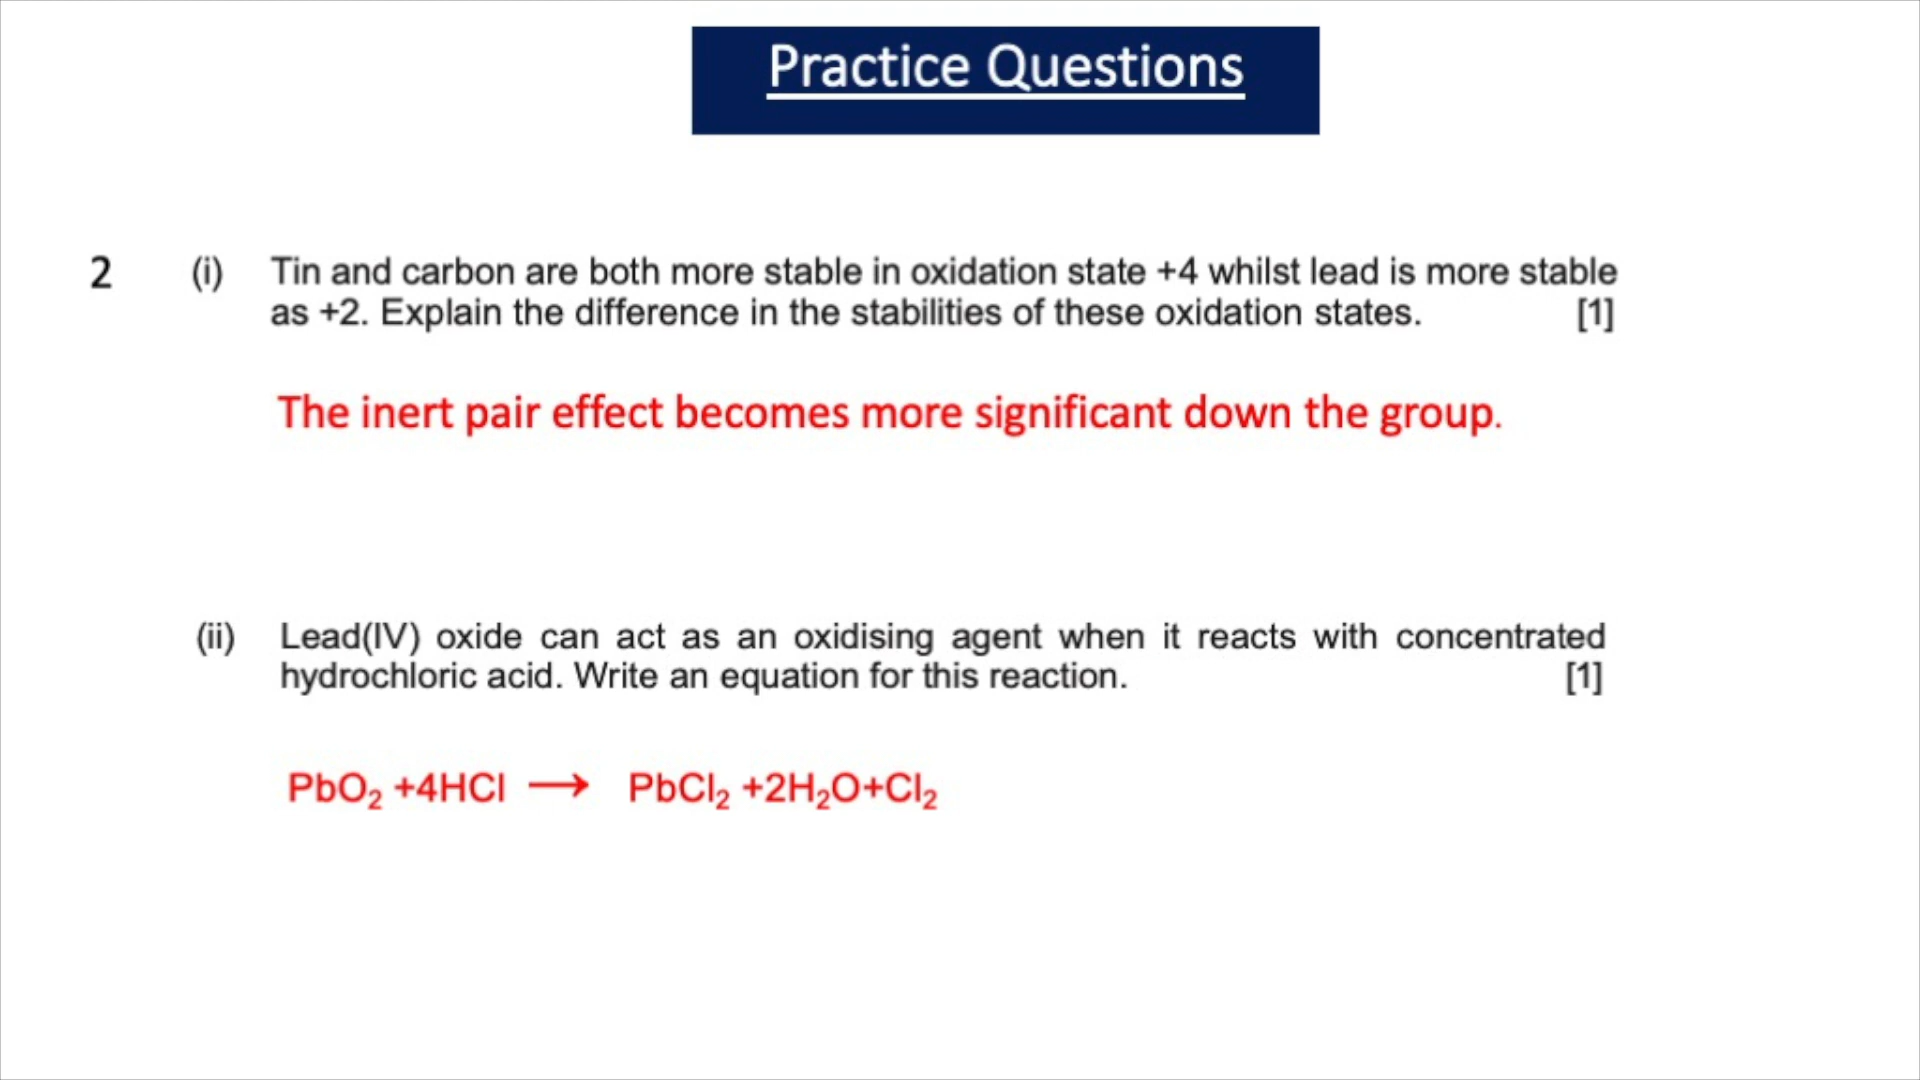 Practice Questions
2 (i) Tin and carbon are both more stable in oxidation state +4 whilst lead is more stable
as +2. Explain the difference in the stabilities of these oxidation states. [1]
The inert pair effect becomes more significant down the group.
(ii) Lead(IV) oxide can act as an oxidising agent when it reacts with concentrated
hydrochloric acid. Write an equation for this reaction. [1]
PbO₂ +4HCl ⟶ PbCl₂ +2H₂O+Cl₂